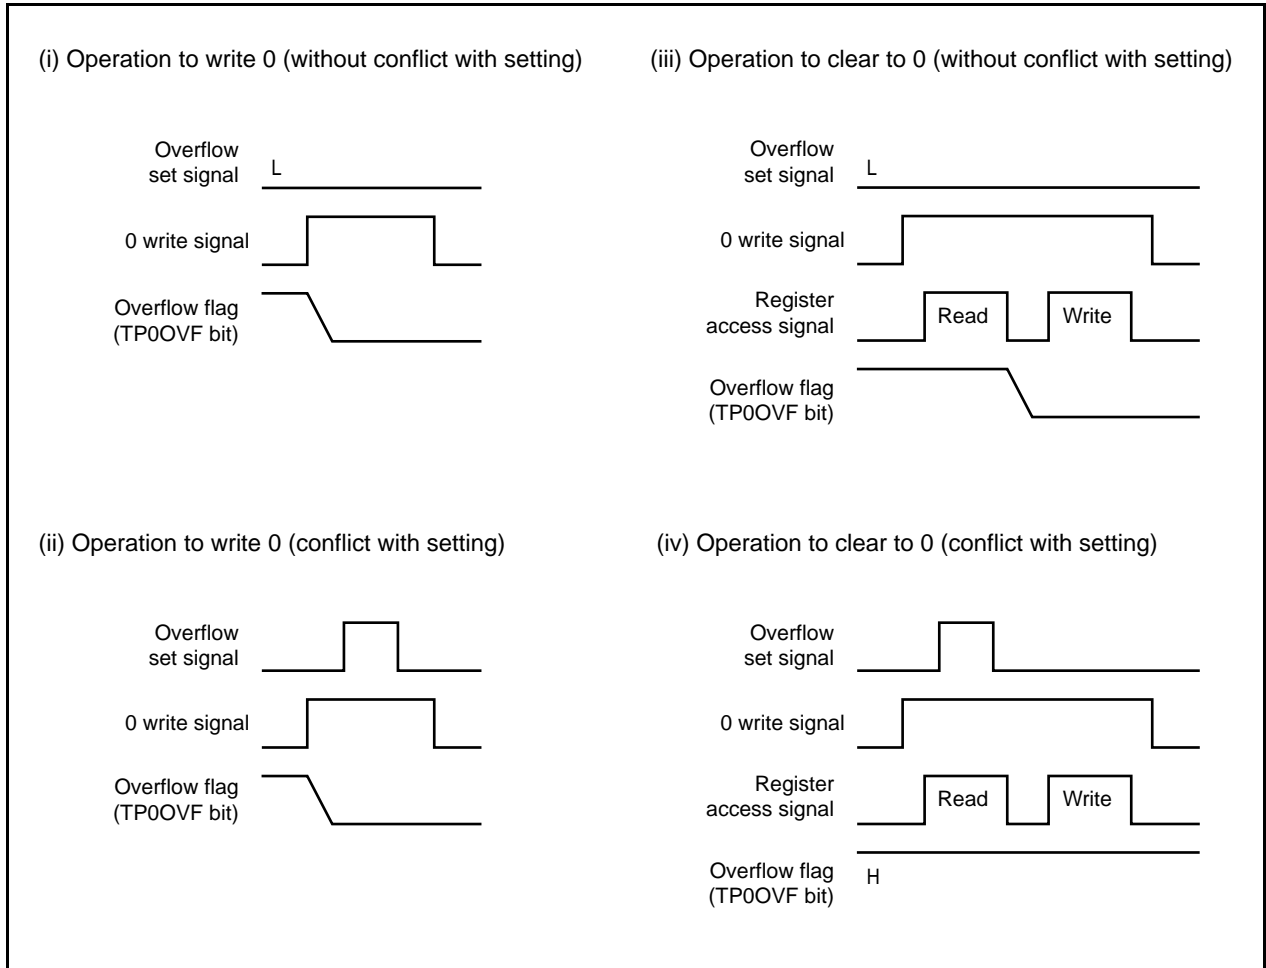 (i) Operation to write 0 (without conflict with setting)
Overflow
set signal
L
0 write signal
Overflow flag
(TP0OVF bit)
(iii) Operation to clear to 0 (without conflict with setting)
Overflow
set signal
L
0 write signal
Register
access signal
Read
Write
Overflow flag
(TP0OVF bit)
(ii) Operation to write 0 (conflict with setting)
Overflow
set signal
0 write signal
Overflow flag
(TP0OVF bit)
(iv) Operation to clear to 0 (conflict with setting)
Overflow
set signal
0 write signal
Register
access signal
Read
Write
Overflow flag
(TP0OVF bit)
H